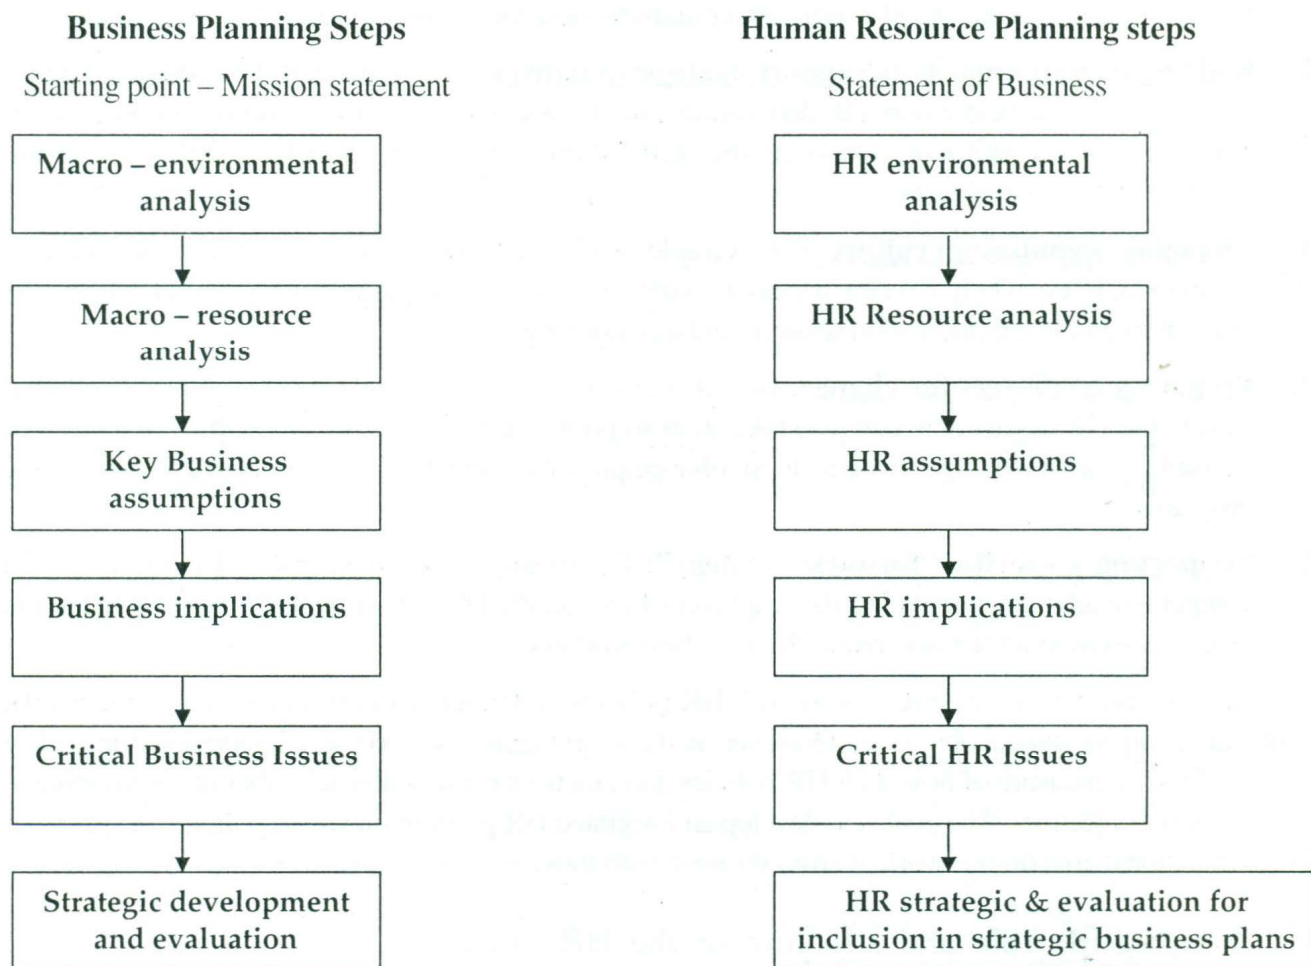 Business Planning Steps
Starting point – Mission statement
Macro – environmental
analysis
Macro – resource
analysis
Key Business
assumptions
Business implications
Critical Business Issues
Strategic development
and evaluation
Human Resource Planning steps
Statement of Business
HR environmental
analysis
HR Resource analysis
HR assumptions
HR implications
Critical HR Issues
HR strategic & evaluation for
inclusion in strategic business plans